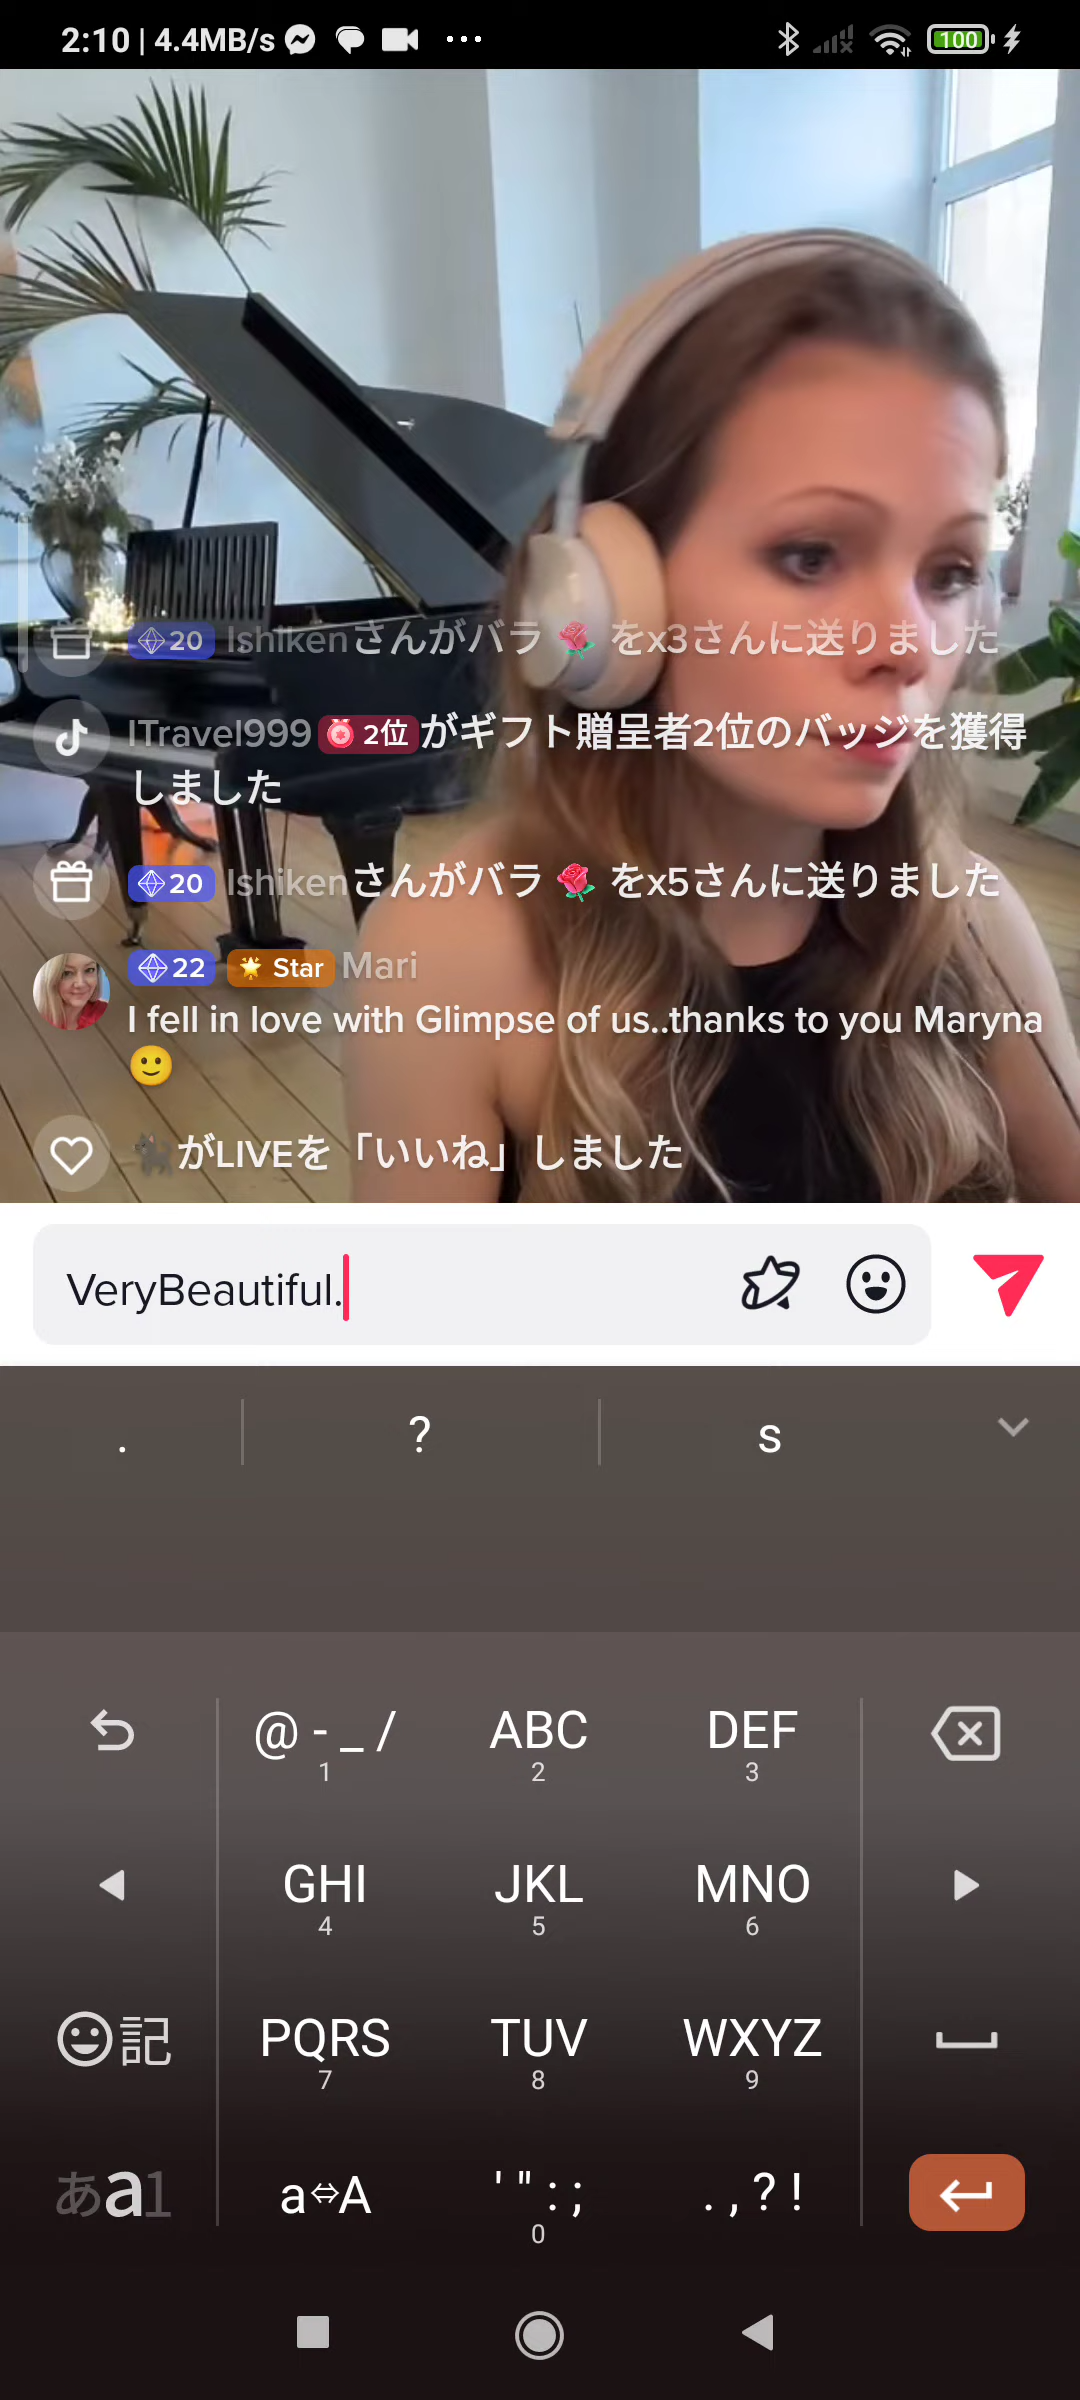 2:10 | 4.4MB/s
100
20 Ishikenさんがバラ 🌹 をx3さんに送りました
ITravel999 2位がギフト贈呈者2位のバッジを獲得
しました
20 Ishikenさんがバラ 🌹 をx5さんに送りました
22 Star Mari
I fell in love with Glimpse of us..thanks to you Maryna
🙂
🐈‍⬛がLIVEを「いいね」しました
VeryBeautiful.
. ? s
@ - _ / ABC DEF
1 2 3
GHI JKL MNO
4 5 6
記 PQRS TUV WXYZ
7 8 9
あa1 a⇔A ' " : ; . , ? !
0